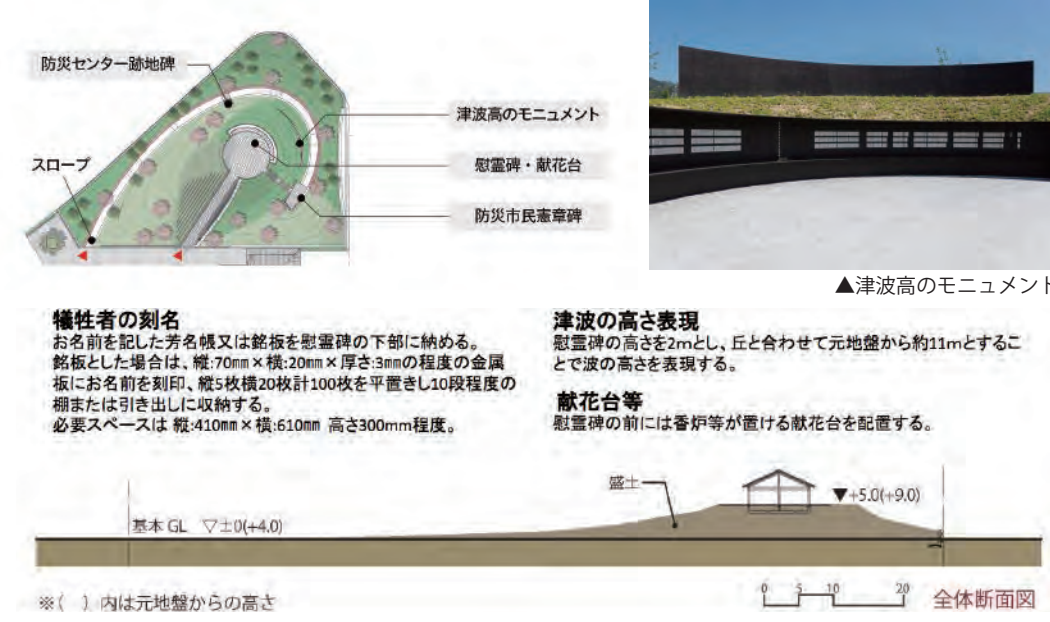 防災センター跡地碑
津波高のモニュメント
スロープ
慰霊碑・献花台
防災市民憲章碑
▲津波高のモニュメント
犠牲者の刻名
お名前を記した芳名帳又は銘板を慰霊碑の下部に納める。
銘板とした場合は、縦:70mm×横:20mm×厚さ:3mmの程度の金属
板にお名前を刻印、縦5枚横20枚計100枚を平置きし10段程度の
棚または引き出しに収納する。
必要スペースは 縦:410mm×横:610mm 高さ300mm程度。
津波の高さ表現
慰霊碑の高さを2mとし、丘と合わせて元地盤から約11mとするこ
とで波の高さを表現する。
献花台等
慰霊碑の前には香炉等が置ける献花台を配置する。
盛土
▼+5.0(+9.0)
基本GL ▽±0(+4.0)
※( )内は元地盤からの高さ
0 5 10 20
全体断面図